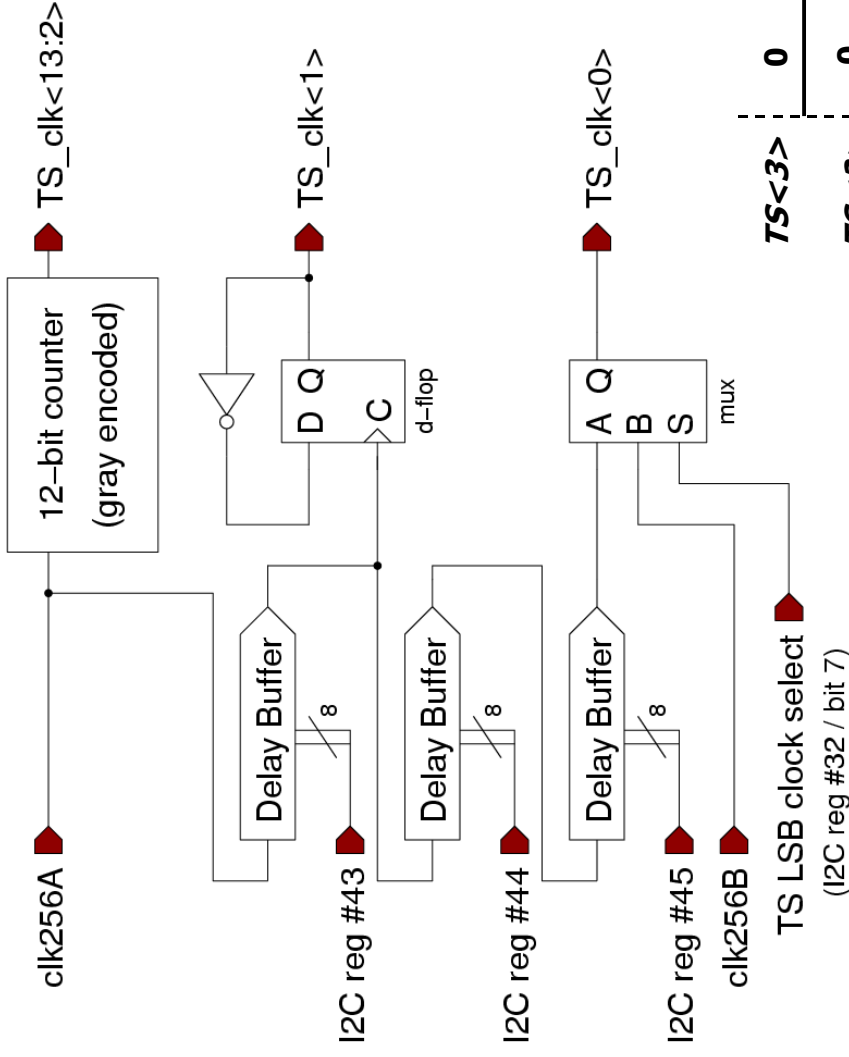 clk256A
12-bit counter
(gray encoded)
TS_clk<13:2>
TS_clk<1>
D Q
C
d-flop
Delay Buffer
8
I2C reg #43
Delay Buffer
8
I2C reg #44
TS_clk<0>
A Q
B
S
mux
Delay Buffer
8
I2C reg #45
clk256B
TS LSB clock select
(I2C reg #32 / bit 7)
TS<3> 0